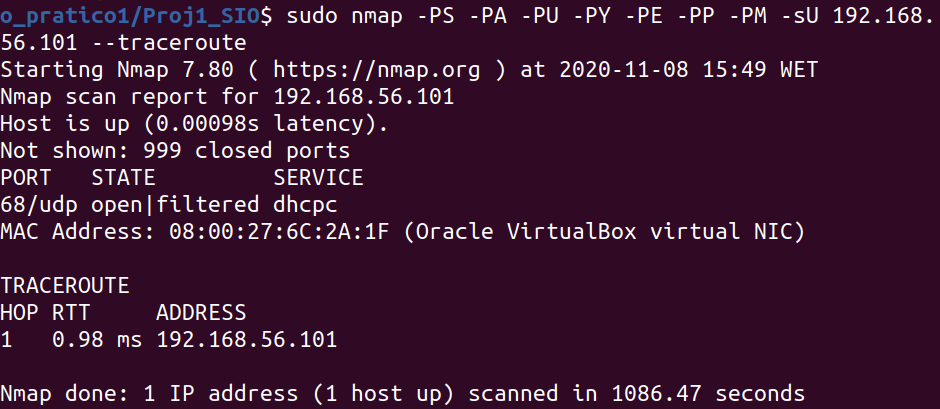 o_pratico1/Proj1_SIO$ sudo nmap -PS -PA -PU -PY -PE -PP -PM -sU 192.168.
56.101 --traceroute
Starting Nmap 7.80 ( https://nmap.org ) at 2020-11-08 15:49 WET
Nmap scan report for 192.168.56.101
Host is up (0.00098s latency).
Not shown: 999 closed ports
PORT   STATE         SERVICE
68/udp open|filtered dhcpc
MAC Address: 08:00:27:6C:2A:1F (Oracle VirtualBox virtual NIC)

TRACEROUTE
HOP RTT     ADDRESS
1   0.98 ms 192.168.56.101

Nmap done: 1 IP address (1 host up) scanned in 1086.47 seconds